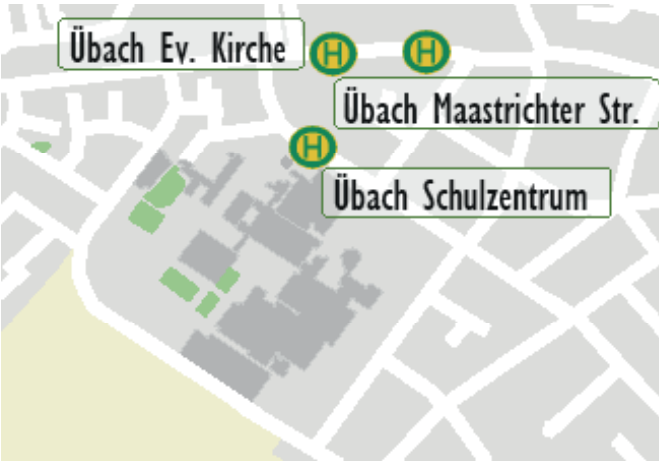 Übach Ev. Kirche H H
Übach Maastrichter Str.
H
Übach Schulzentrum